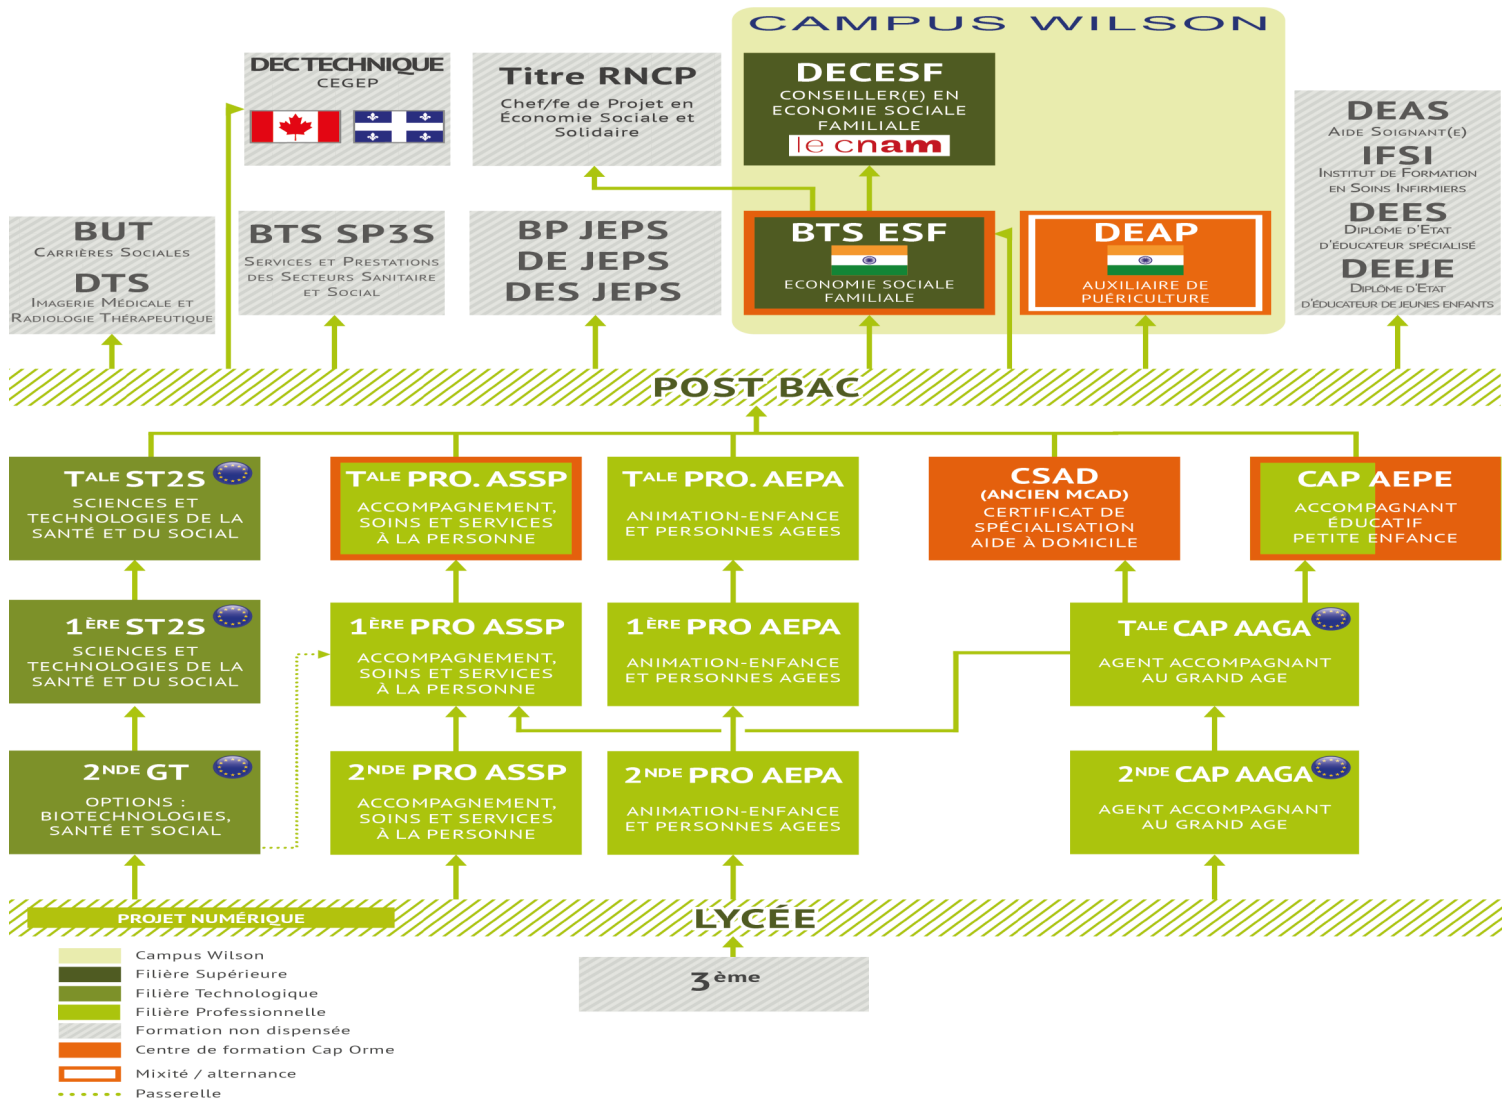 CAMPUS WILSON
DEC TECHNIQUE
CEGEP
Titre RNCP
Chef/fe de Projet en
Économie Sociale et
Solidaire
DECESF
CONSEILLER(E) EN
ECONOMIE SOCIALE
FAMILIALE
le cnam
DEAS
AIDE SOIGNANT(E)
IFSI
INSTITUT DE FORMATION
EN SOINS INFIRMIERS
DEES
DIPLÔME D'ETAT
D'ÉDUCATEUR SPÉCIALISÉ
DEEJE
DIPLÔME D'ETAT
D'ÉDUCATEUR DE JEUNES ENFANTS
BUT
CARRIÈRES SOCIALES
DTS
IMAGERIE MÉDICALE ET
RADIOLOGIE THÉRAPEUTIQUE
BTS SP3S
SERVICES ET PRESTATIONS
DES SECTEURS SANITAIRE
ET SOCIAL
BP JEPS
DE JEPS
DES JEPS
BTS ESF
ECONOMIE SOCIALE
FAMILIALE
DEAP
AUXILIAIRE DE
PUÉRICULTURE
POST BAC
TALE ST2S
SCIENCES ET
TECHNOLOGIES DE LA
SANTÉ ET DU SOCIAL
TALE PRO. ASSP
ACCOMPAGNEMENT,
SOINS ET SERVICES
À LA PERSONNE
TALE PRO. AEPA
ANIMATION-ENFANCE
ET PERSONNES AGEES
CSAD
(ANCIEN MCAD)
CERTIFICAT DE
SPÉCIALISATION
AIDE À DOMICILE
CAP AEPE
ACCOMPAGNANT
ÉDUCATIF
PETITE ENFANCE
1ÈRE ST2S
SCIENCES ET
TECHNOLOGIES DE LA
SANTÉ ET DU SOCIAL
1ÈRE PRO ASSP
ACCOMPAGNEMENT,
SOINS ET SERVICES
À LA PERSONNE
1ÈRE PRO AEPA
ANIMATION-ENFANCE
ET PERSONNES AGEES
TALE CAP AAGA
AGENT ACCOMPAGNANT
AU GRAND AGE
2NDE GT
OPTIONS :
BIOTECHNOLOGIES,
SANTÉ ET SOCIAL
2NDE PRO ASSP
ACCOMPAGNEMENT,
SOINS ET SERVICES
À LA PERSONNE
2NDE PRO AEPA
ANIMATION-ENFANCE
ET PERSONNES AGEES
2NDE CAP AAGA
AGENT ACCOMPAGNANT
AU GRAND AGE
PROJET NUMÉRIQUE
LYCÉE
3ème
Campus Wilson
Filière Supérieure
Filière Technologique
Filière Professionnelle
Formation non dispensée
Centre de formation Cap Orme
Mixité / alternance
Passerelle